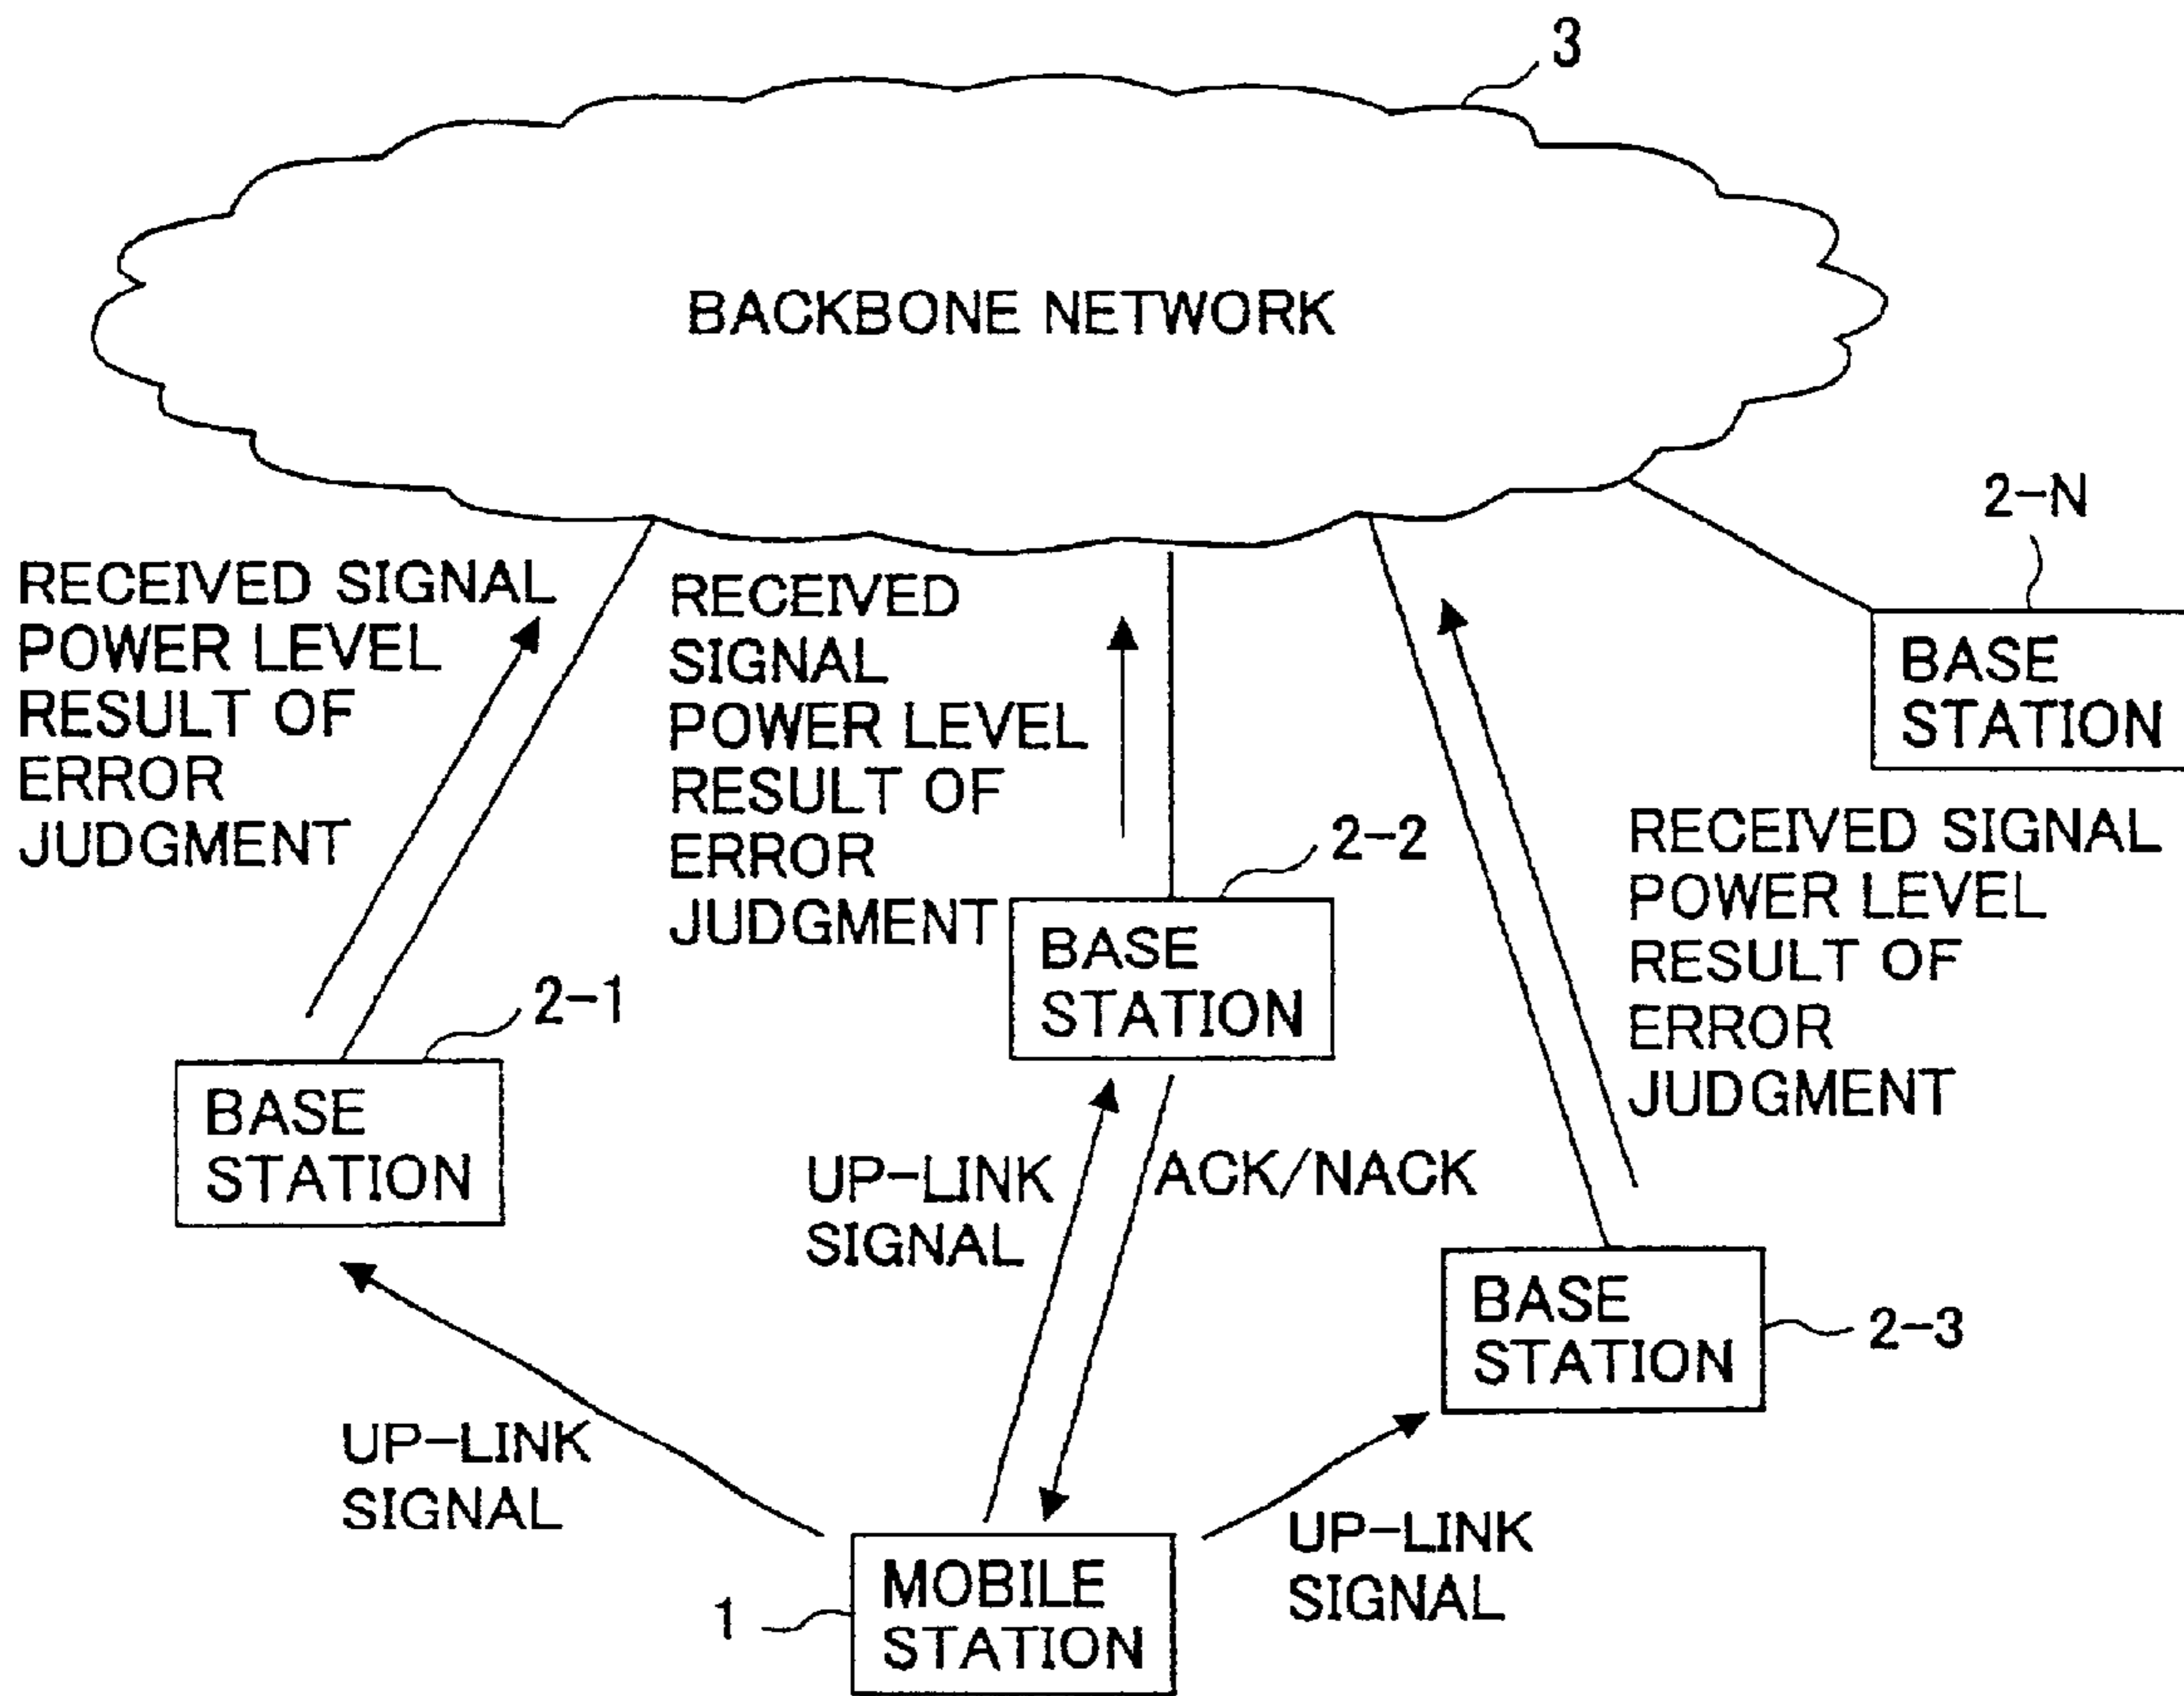 3
BACKBONE NETWORK
2-N
BASE
STATION
RECEIVED SIGNAL
POWER LEVEL
RESULT OF
ERROR
JUDGMENT
RECEIVED
SIGNAL
POWER LEVEL
RESULT OF
ERROR
JUDGMENT
2-2
BASE
STATION
RECEIVED SIGNAL
POWER LEVEL
RESULT OF
ERROR
JUDGMENT
2-1
BASE
STATION
UP-LINK
SIGNAL
ACK/NACK
BASE
STATION
2-3
UP-LINK
SIGNAL
UP-LINK
SIGNAL
1
MOBILE
STATION